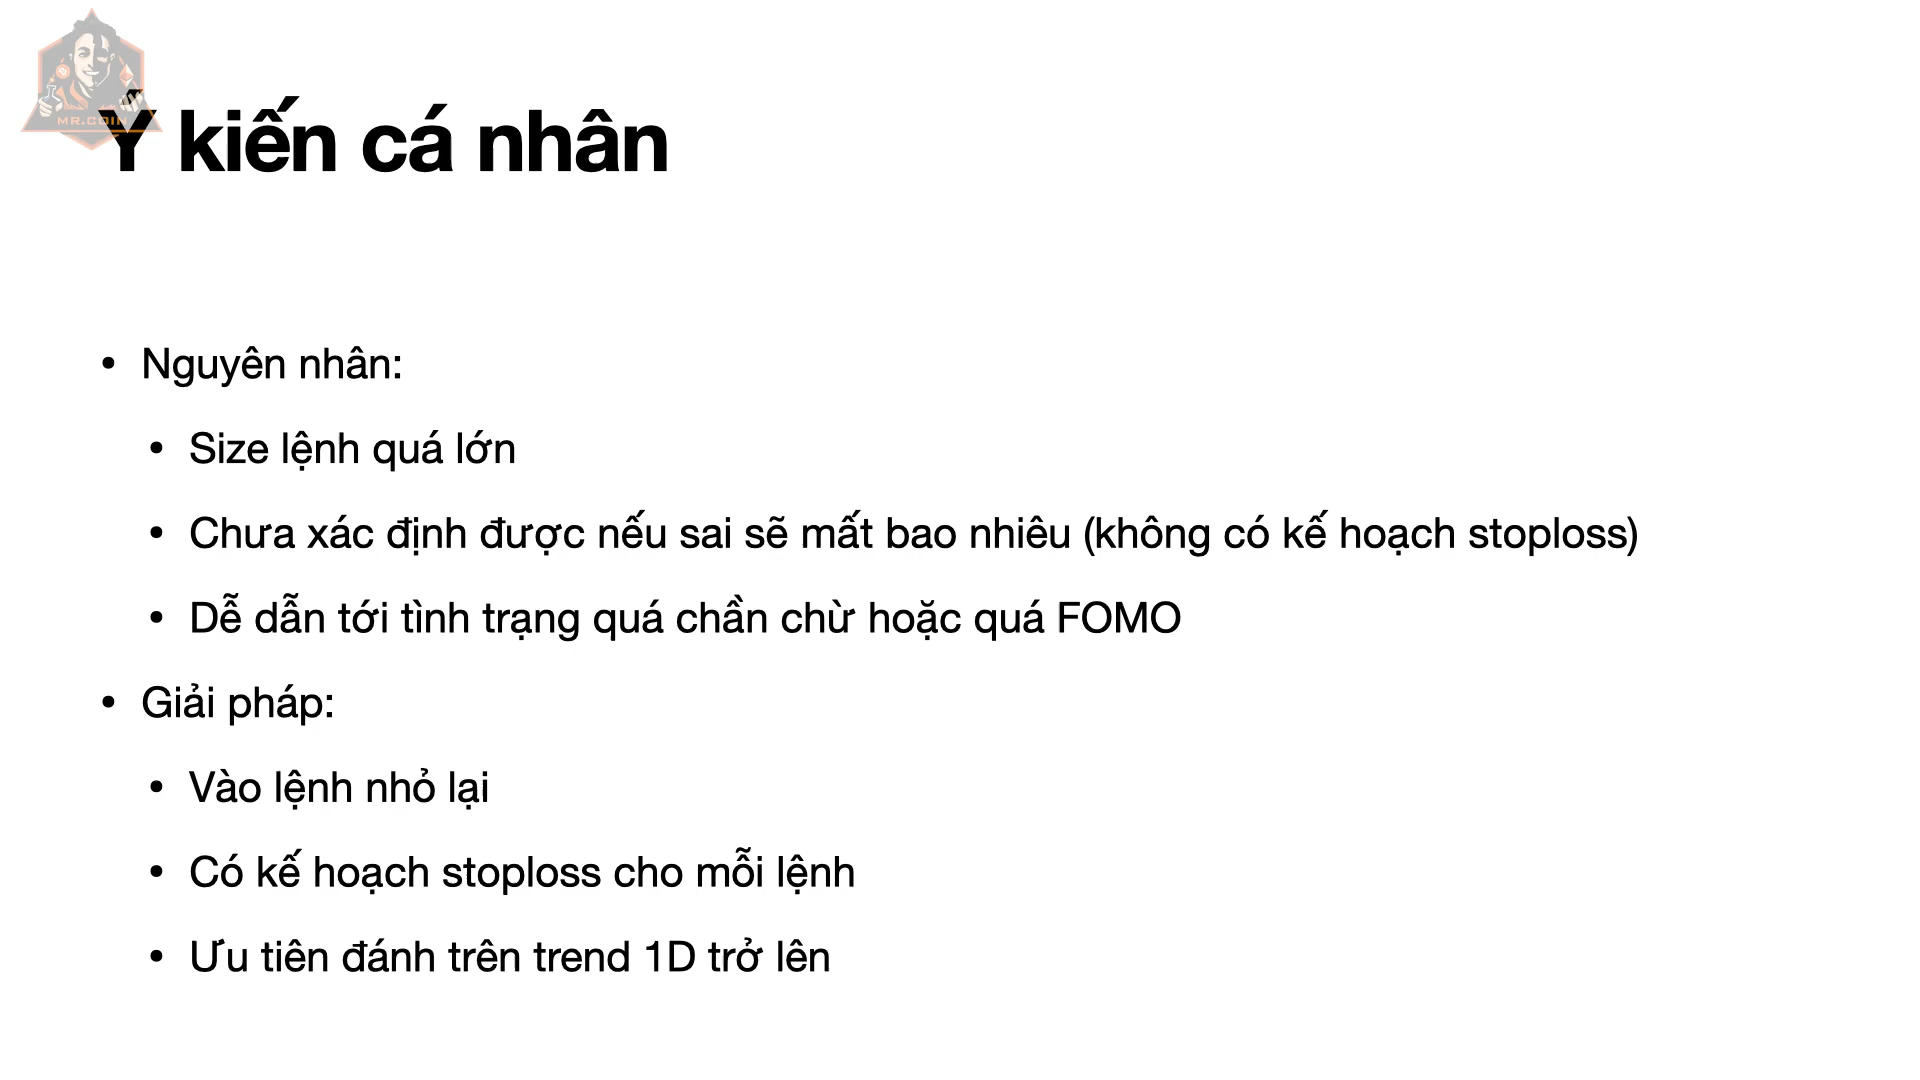 MR.COIN
Ý kiến cá nhân
• Nguyên nhân:
• Size lệnh quá lớn
• Chưa xác định được nếu sai sẽ mất bao nhiêu (không có kế hoạch stoploss)
• Dễ dẫn tới tình trạng quá chần chừ hoặc quá FOMO
• Giải pháp:
• Vào lệnh nhỏ lại
• Có kế hoạch stoploss cho mỗi lệnh
• Ưu tiên đánh trên trend 1D trở lên